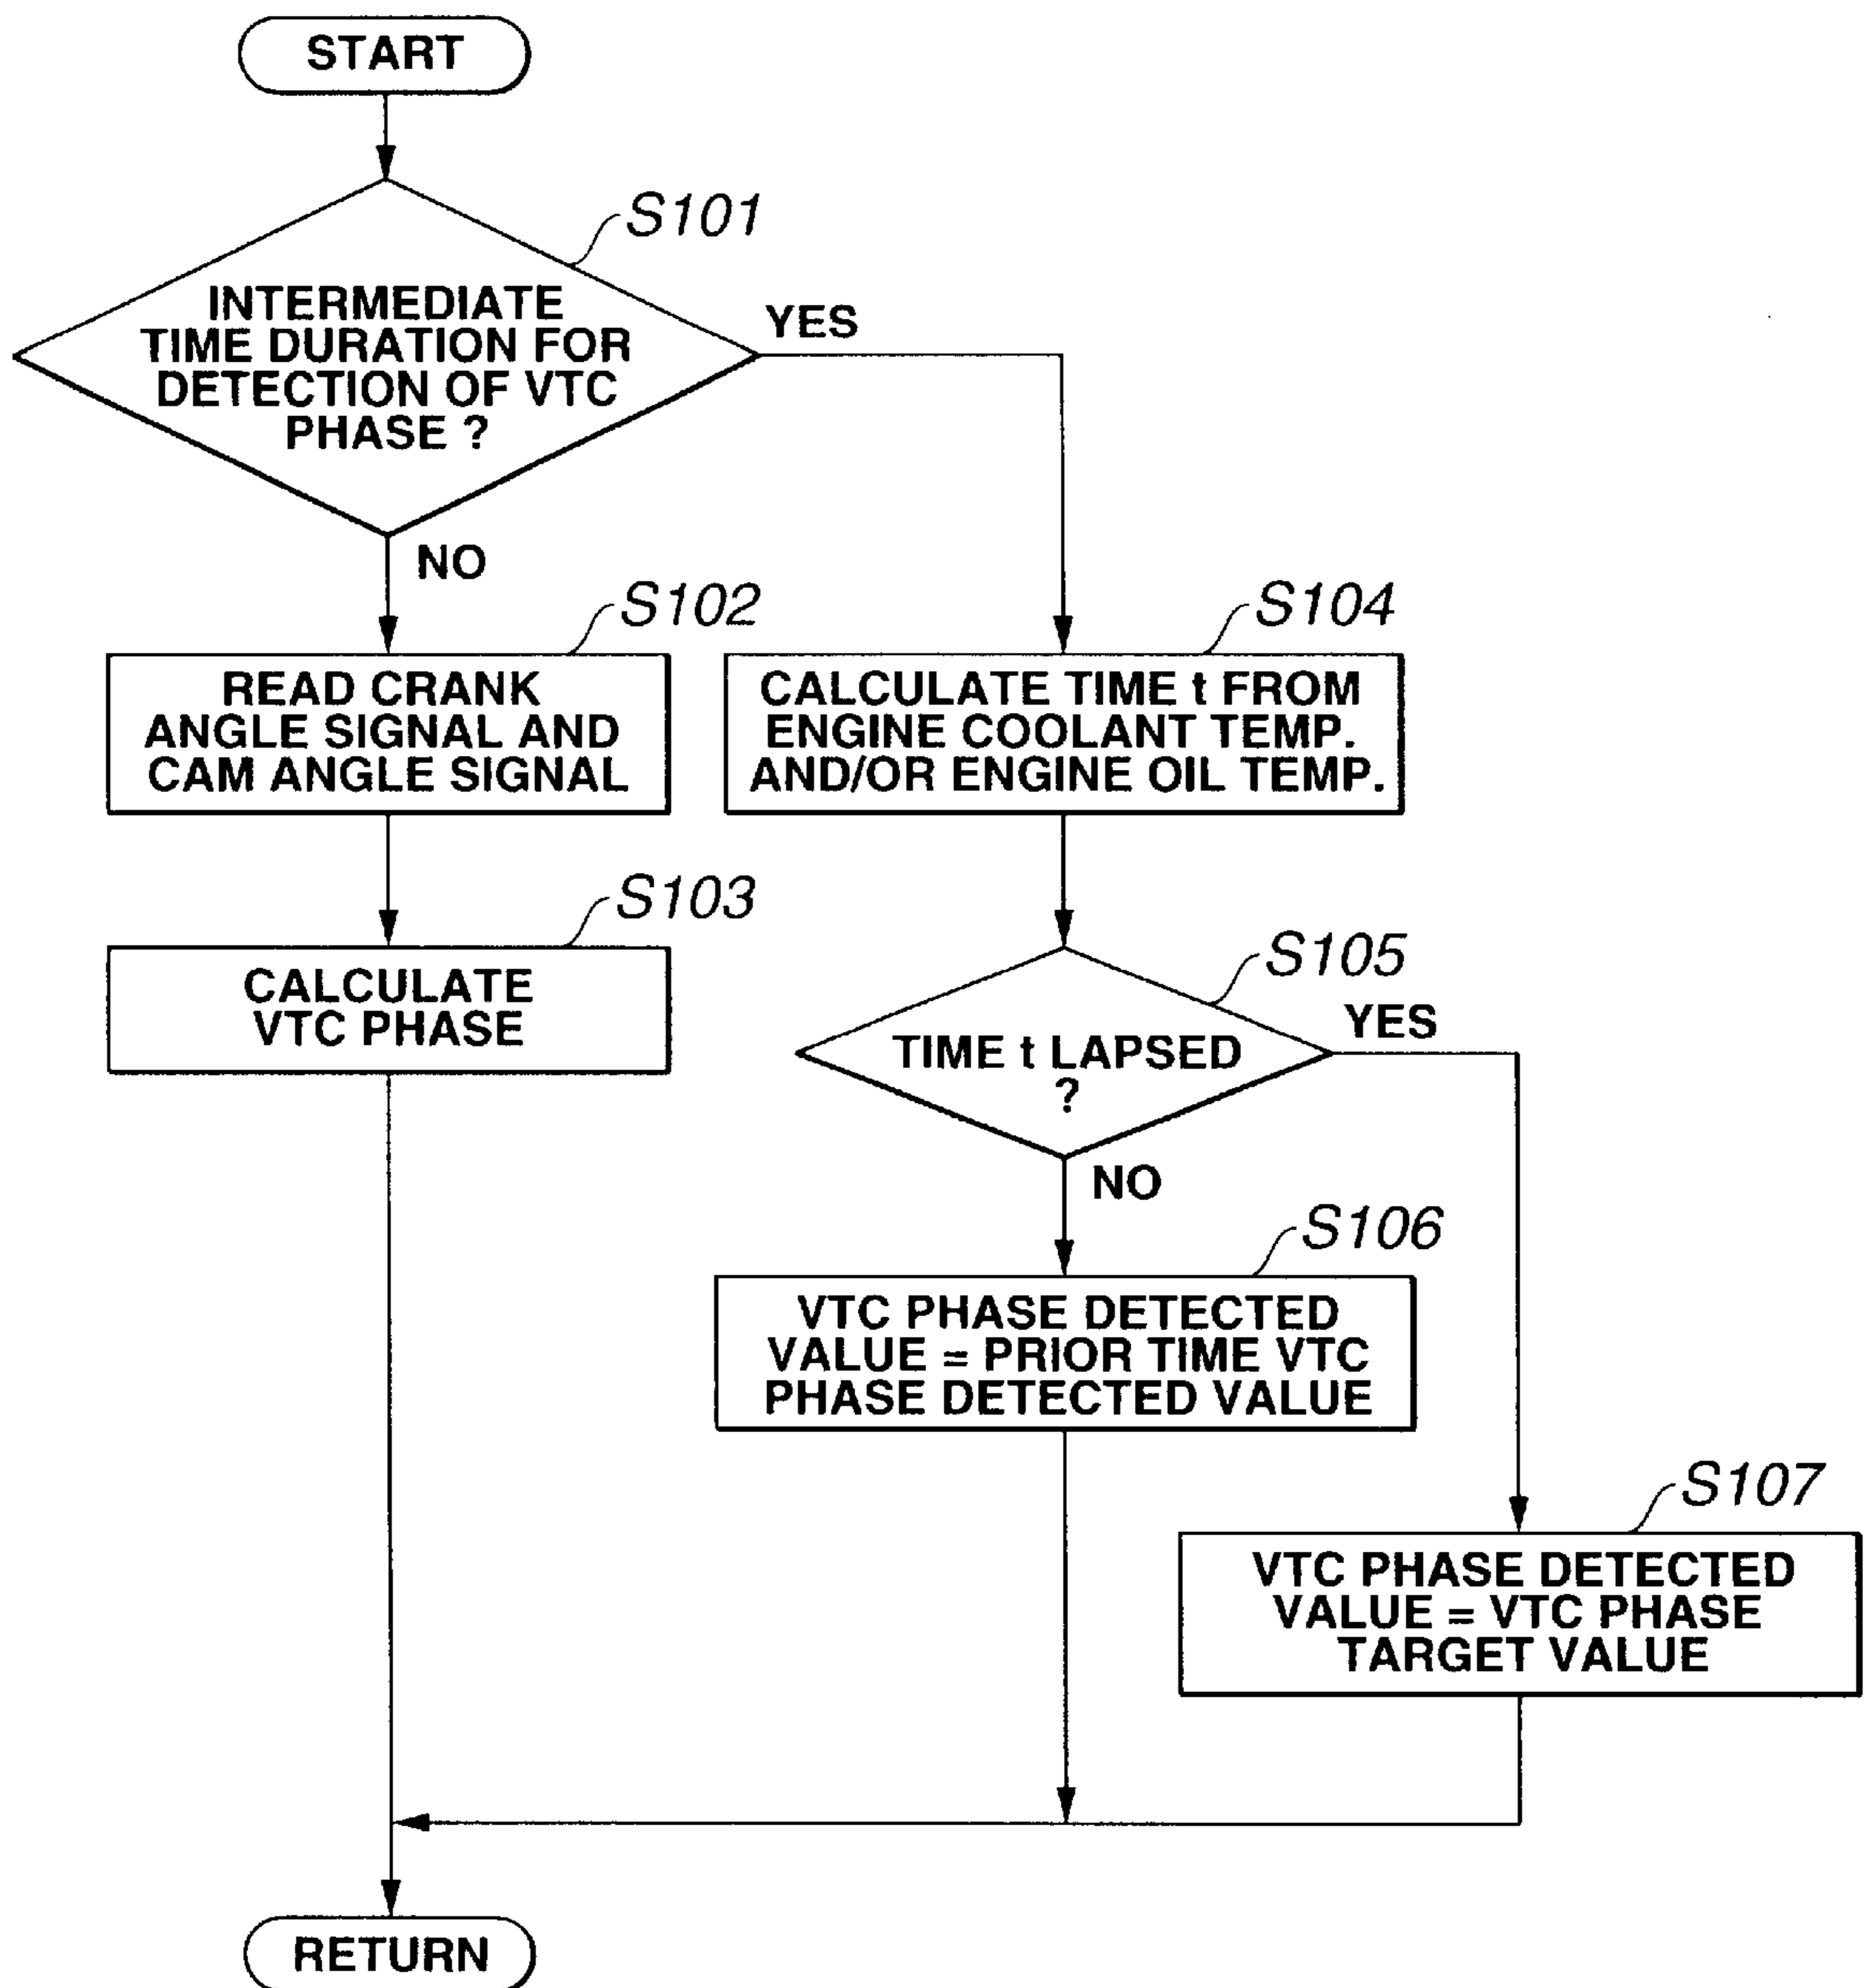 START
S101
INTERMEDIATE
TIME DURATION FOR
DETECTION OF VTC
PHASE ?
YES
NO
S102
READ CRANK
ANGLE SIGNAL AND
CAM ANGLE SIGNAL
S104
CALCULATE TIME t FROM
ENGINE COOLANT TEMP.
AND/OR ENGINE OIL TEMP.
S103
CALCULATE
VTC PHASE
S105
TIME t LAPSED
?
YES
NO
S106
VTC PHASE DETECTED
VALUE = PRIOR TIME VTC
PHASE DETECTED VALUE
S107
VTC PHASE DETECTED
VALUE = VTC PHASE
TARGET VALUE
RETURN